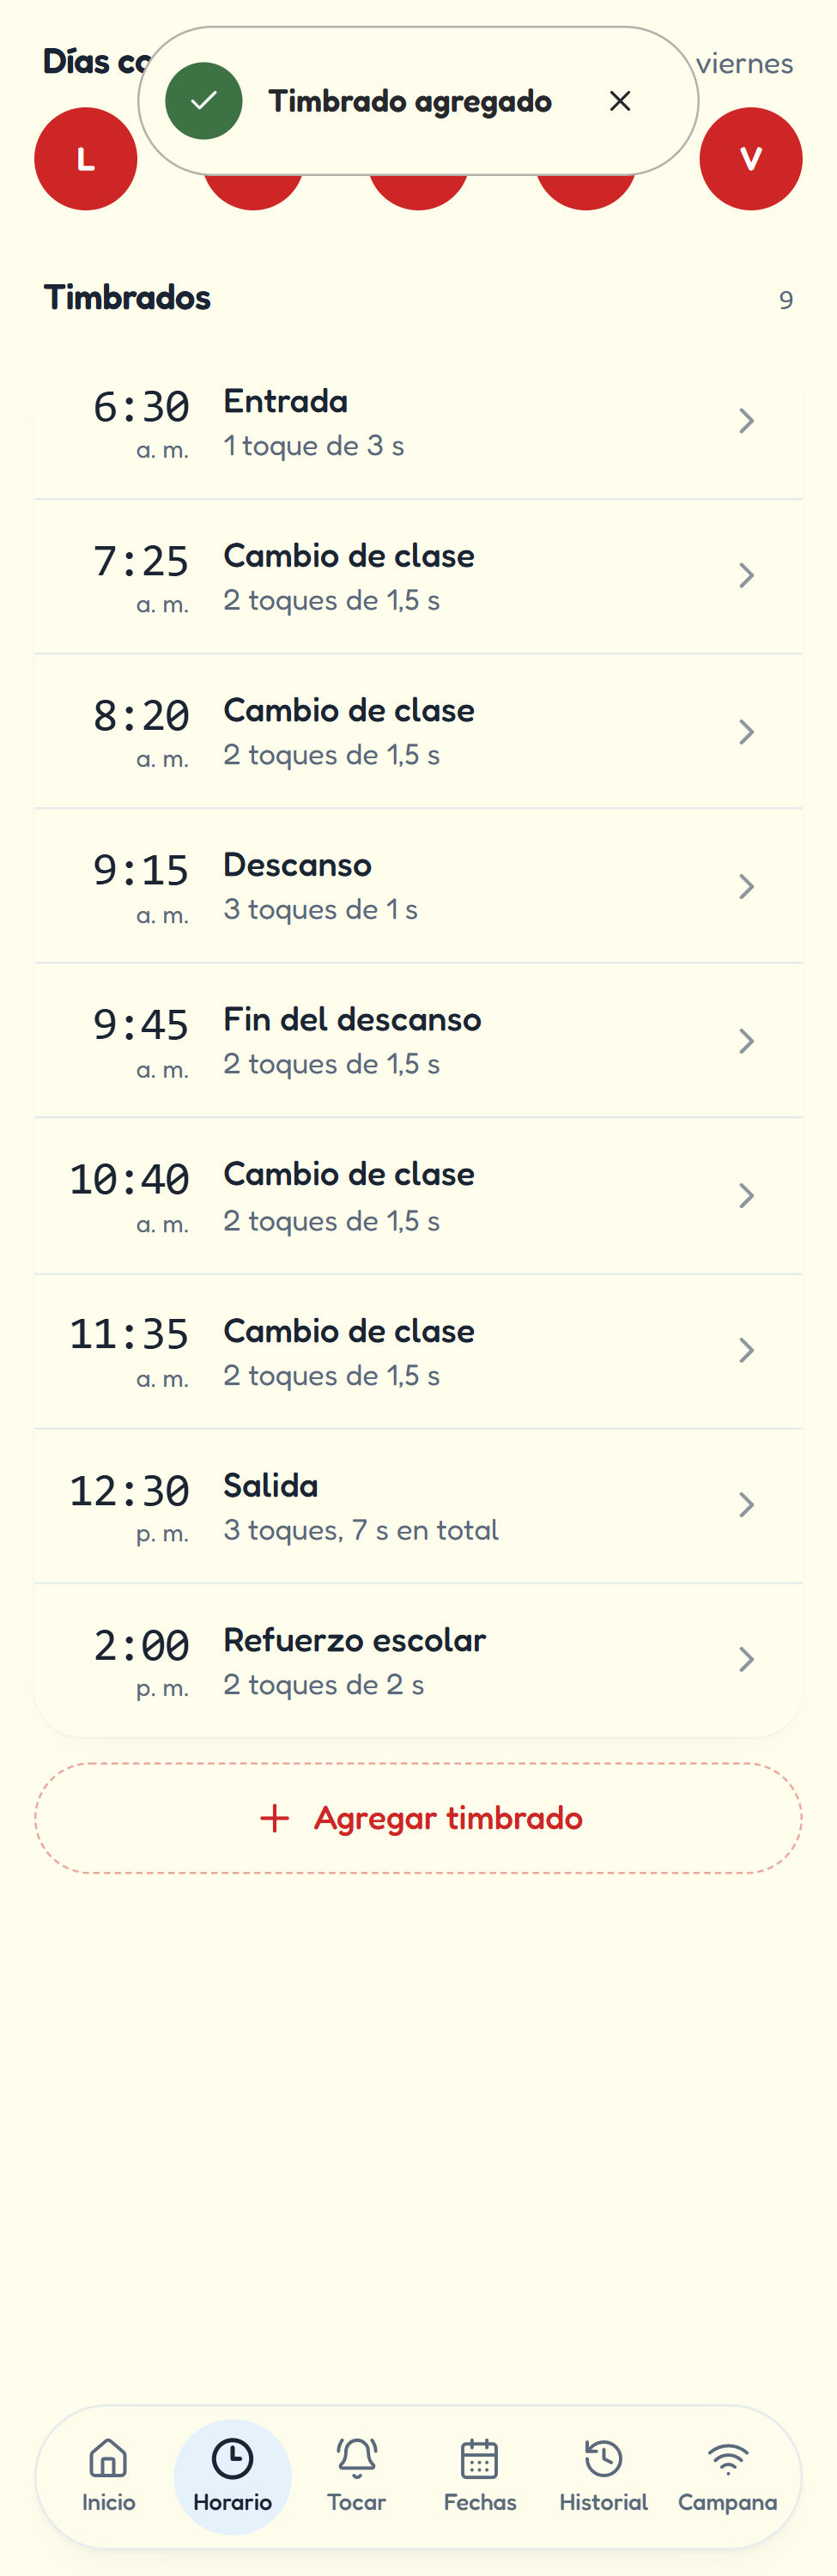 Días
viernes
Timbrado agregado
L
V
Timbrados
9
6:30
a. m.
Entrada
1 toque de 3 s
7:25
a. m.
Cambio de clase
2 toques de 1,5 s
8:20
a. m.
Cambio de clase
2 toques de 1,5 s
9:15
a. m.
Descanso
3 toques de 1 s
9:45
a. m.
Fin del descanso
2 toques de 1,5 s
10:40
a. m.
Cambio de clase
2 toques de 1,5 s
11:35
a. m.
Cambio de clase
2 toques de 1,5 s
12:30
p. m.
Salida
3 toques, 7 s en total
2:00
p. m.
Refuerzo escolar
2 toques de 2 s
Agregar timbrado
Inicio
Horario
Tocar
Fechas
Historial
Campana